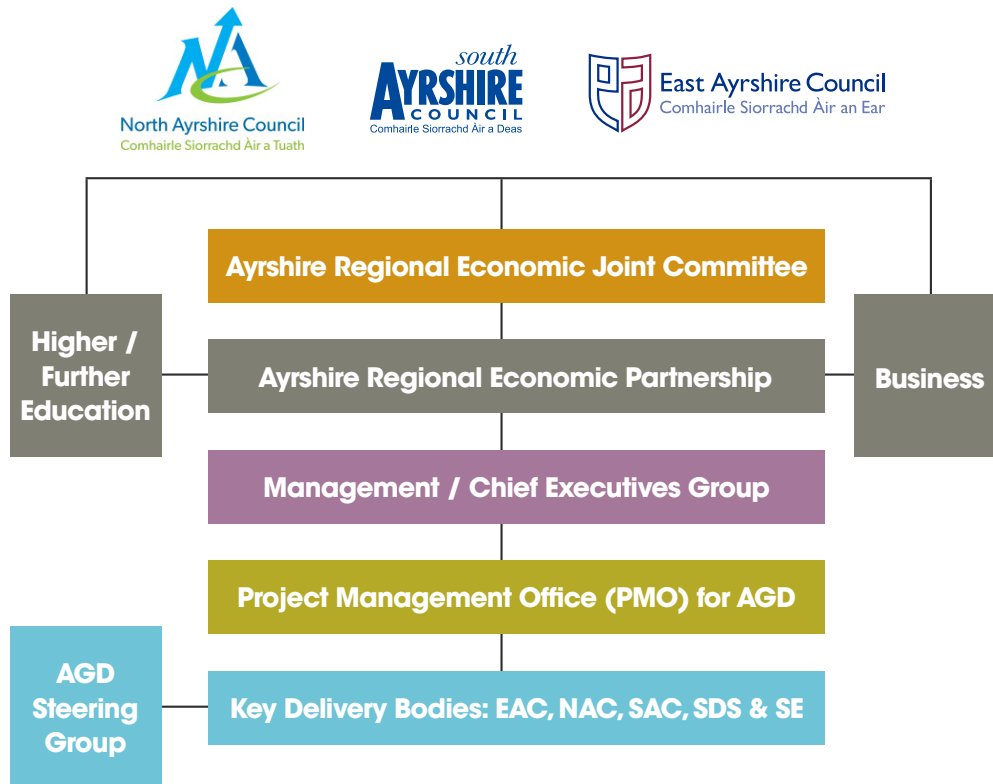 North Ayrshire Council
Comhairle Siorrachd Àir a Tuath
south
AYRSHIRE
COUNCIL
Comhairle Siorrachd Àir a Deas
East Ayrshire Council
Comhairle Siorrachd Àir an Ear
Ayrshire Regional Economic Joint Committee
Higher /
Further
Education
Ayrshire Regional Economic Partnership
Business
Management / Chief Executives Group
Project Management Office (PMO) for AGD
AGD
Steering
Group
Key Delivery Bodies: EAC, NAC, SAC, SDS & SE